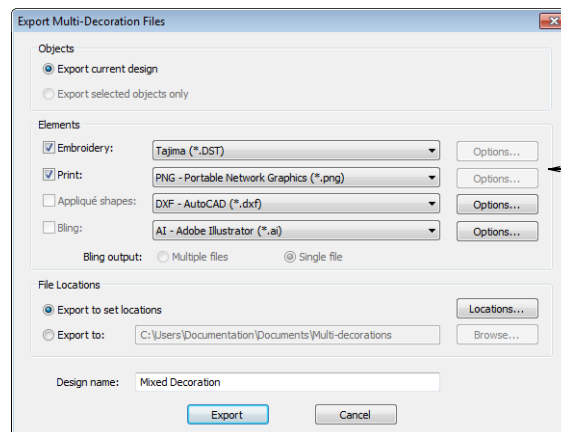 Export Multi-Decoration Files
Objects
Export current design
Export selected objects only
Elements
Embroidery: Tajima (*.DST) Options...
Print: PNG - Portable Network Graphics (*.png) Options...
Appliqué shapes: DXF - AutoCAD (*.dxf) Options...
Bling: AI - Adobe Illustrator (*.ai) Options...
Bling output: Multiple files Single file
File Locations
Export to set locations Locations...
Export to: C:\Users\Documentation\Documents\Multi-decorations Browse...
Design name: Mixed Decoration
Export Cancel